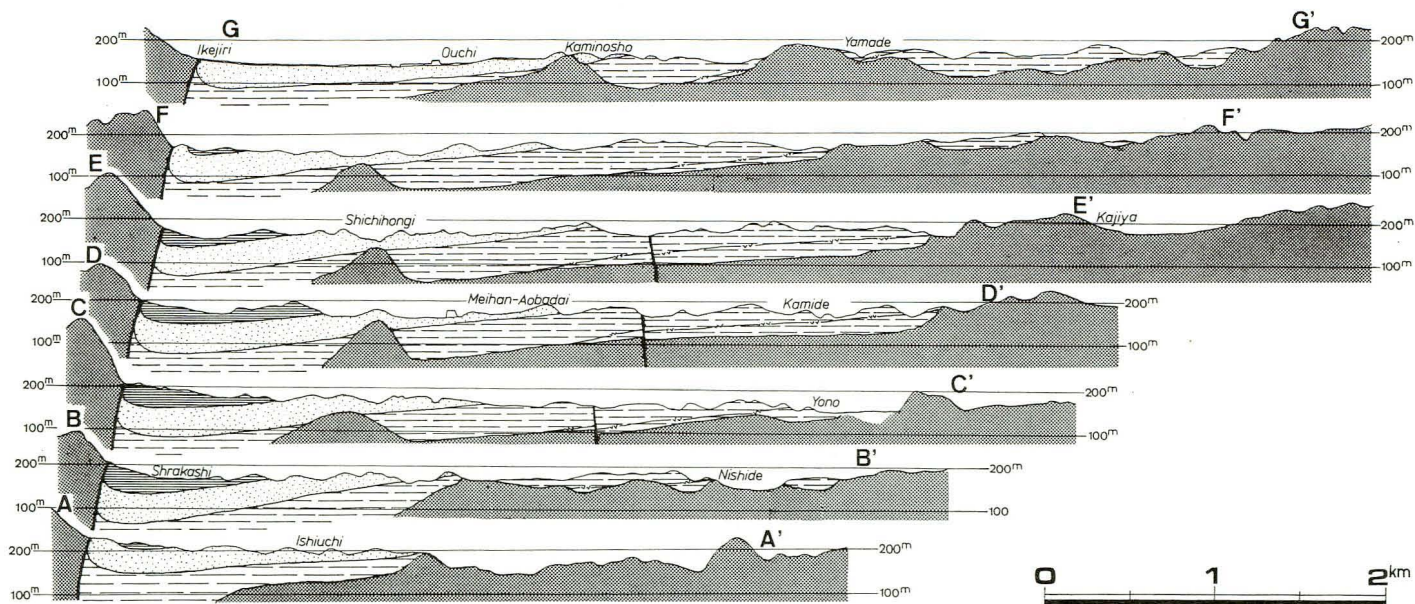 G G'
200m Ikejiri Ouchi Kaminosho Yamade 200m
100m 100m
F F'
200m 200m
100m 100m
E E'
200m Shichihongi Kajiya 200m
100m 100m
D D'
200m Meihan-Aobadai Kamide 200m
100m 100m
C C'
200m Yono 200m
100m 100m
B B'
200m Shrakashi Nishide 200m
100m 100
A A'
200m Ishiuchi 200m
100m 100m
0 1 2km